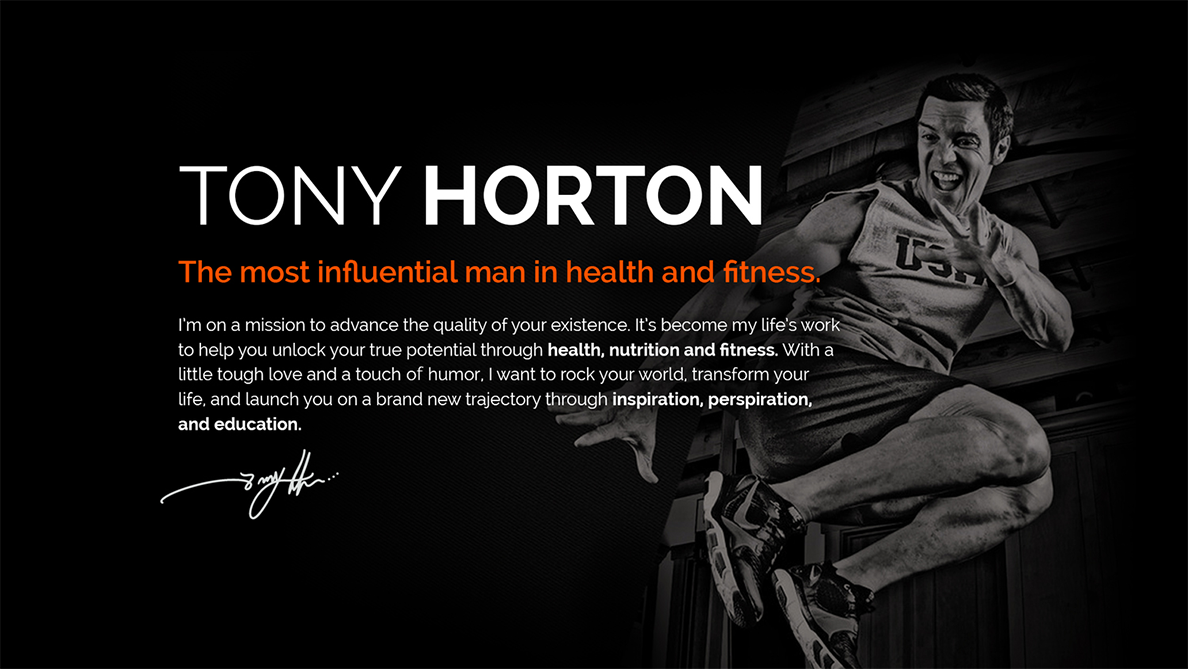 TONY HORTON
The most influential man in health and fitness.
I'm on a mission to advance the quality of your existence. It's become my life's work
to help you unlock your true potential through health, nutrition and fitness. With a
little tough love and a touch of humor, I want to rock your world, transform your
life, and launch you on a brand new trajectory through inspiration, perspiration,
and education.
USA